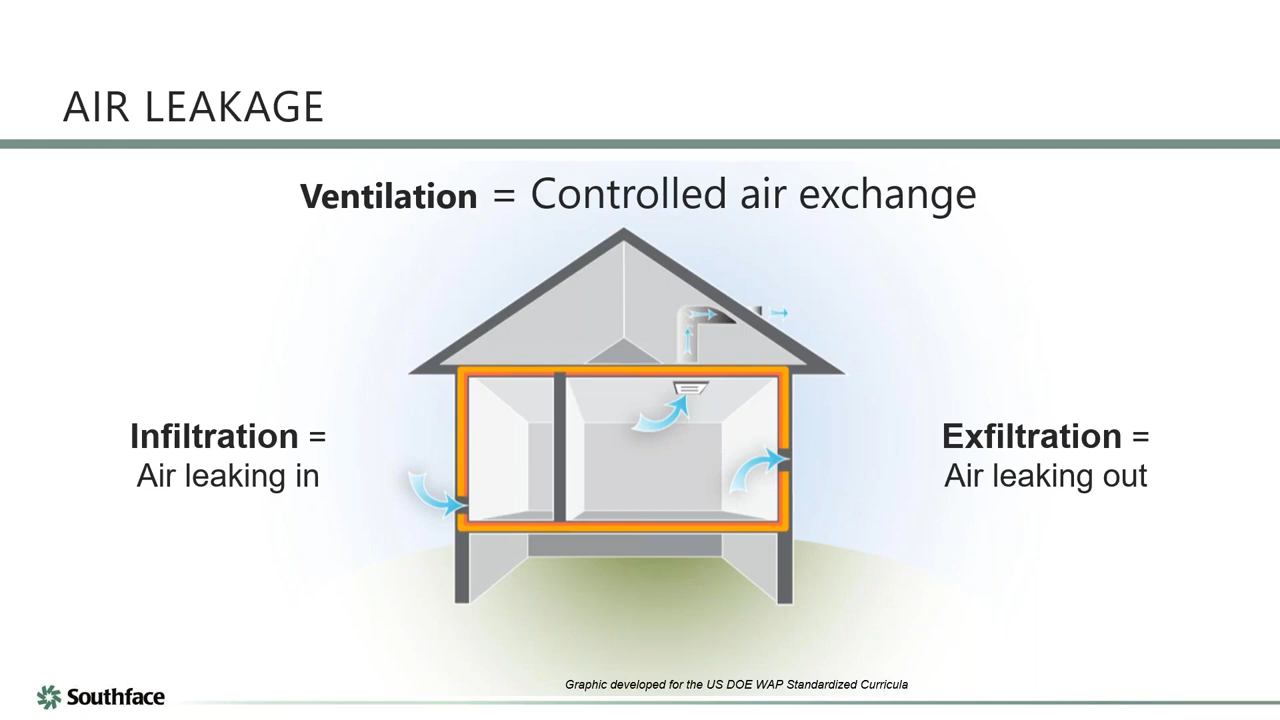 AIR LEAKAGE
Ventilation = Controlled air exchange
Infiltration =
Air leaking in
Exfiltration =
Air leaking out
Graphic developed for the US DOE WAP Standardized Curricula
Southface